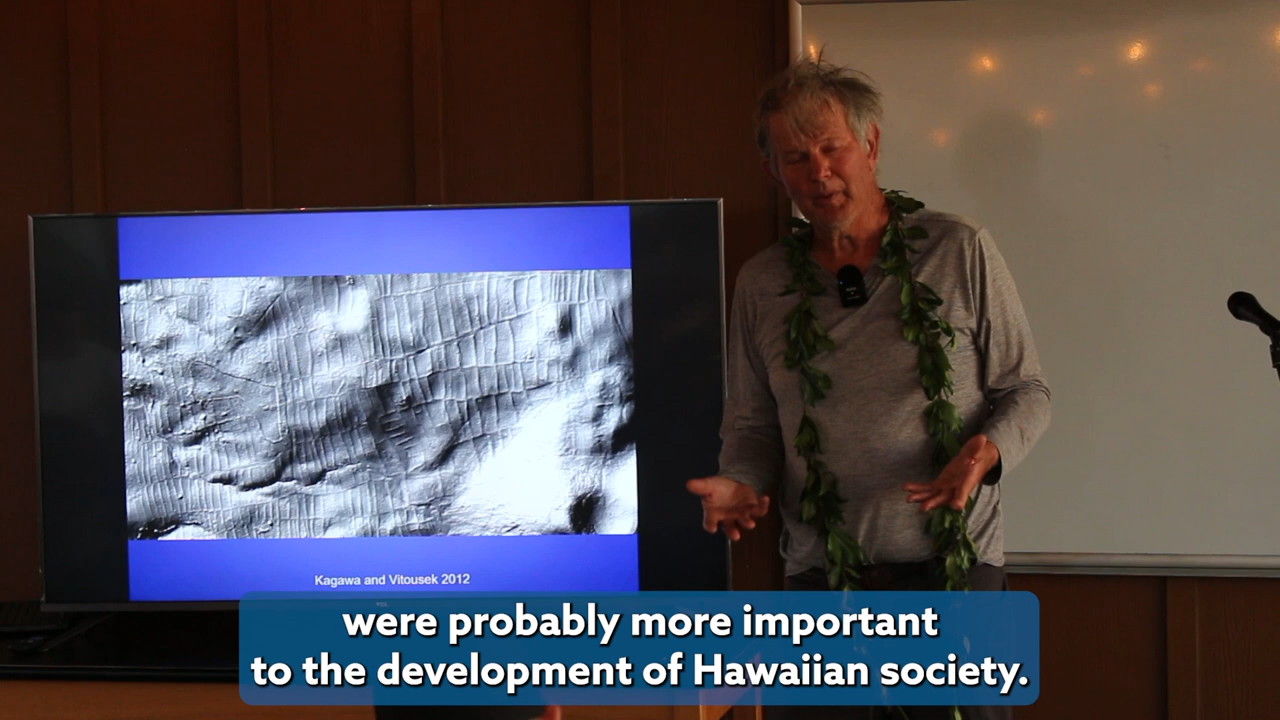 Kagawa and Vitousek 2012
were probably more important
to the development of Hawaiian society.